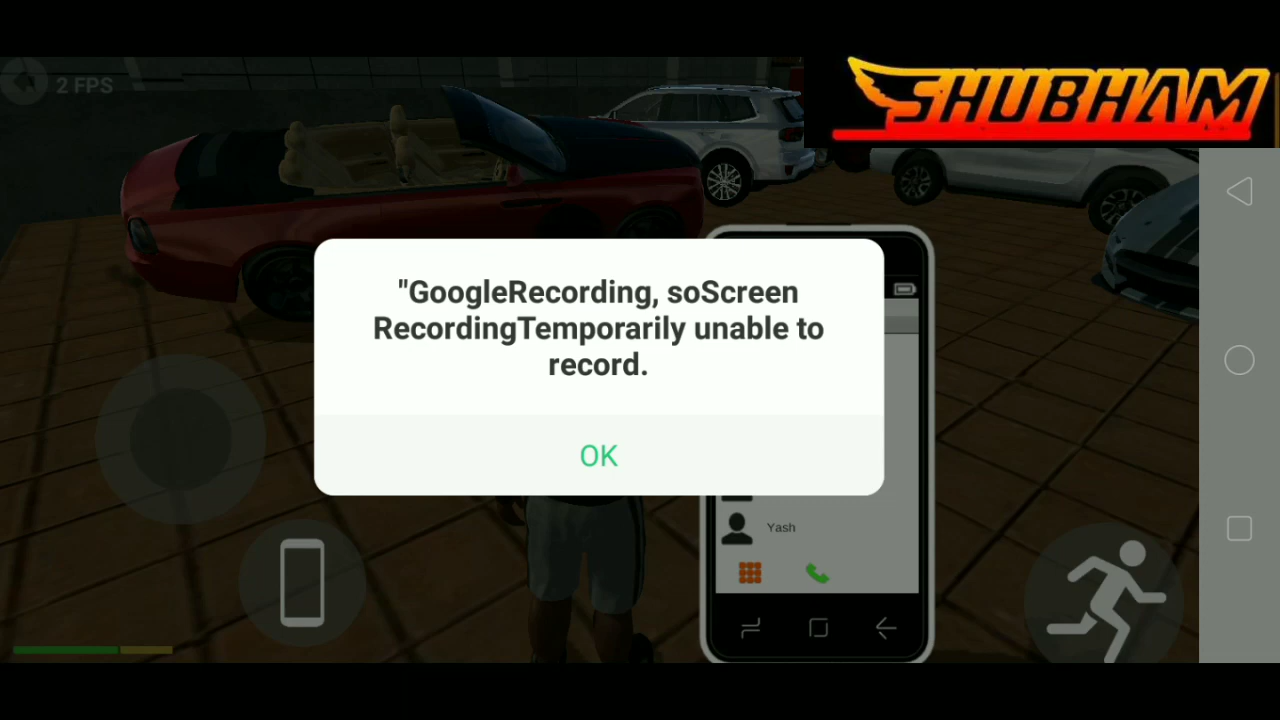 2 FPS
SHUBHAM
"GoogleRecording, soScreen
RecordingTemporarily unable to
record.
OK
Yash